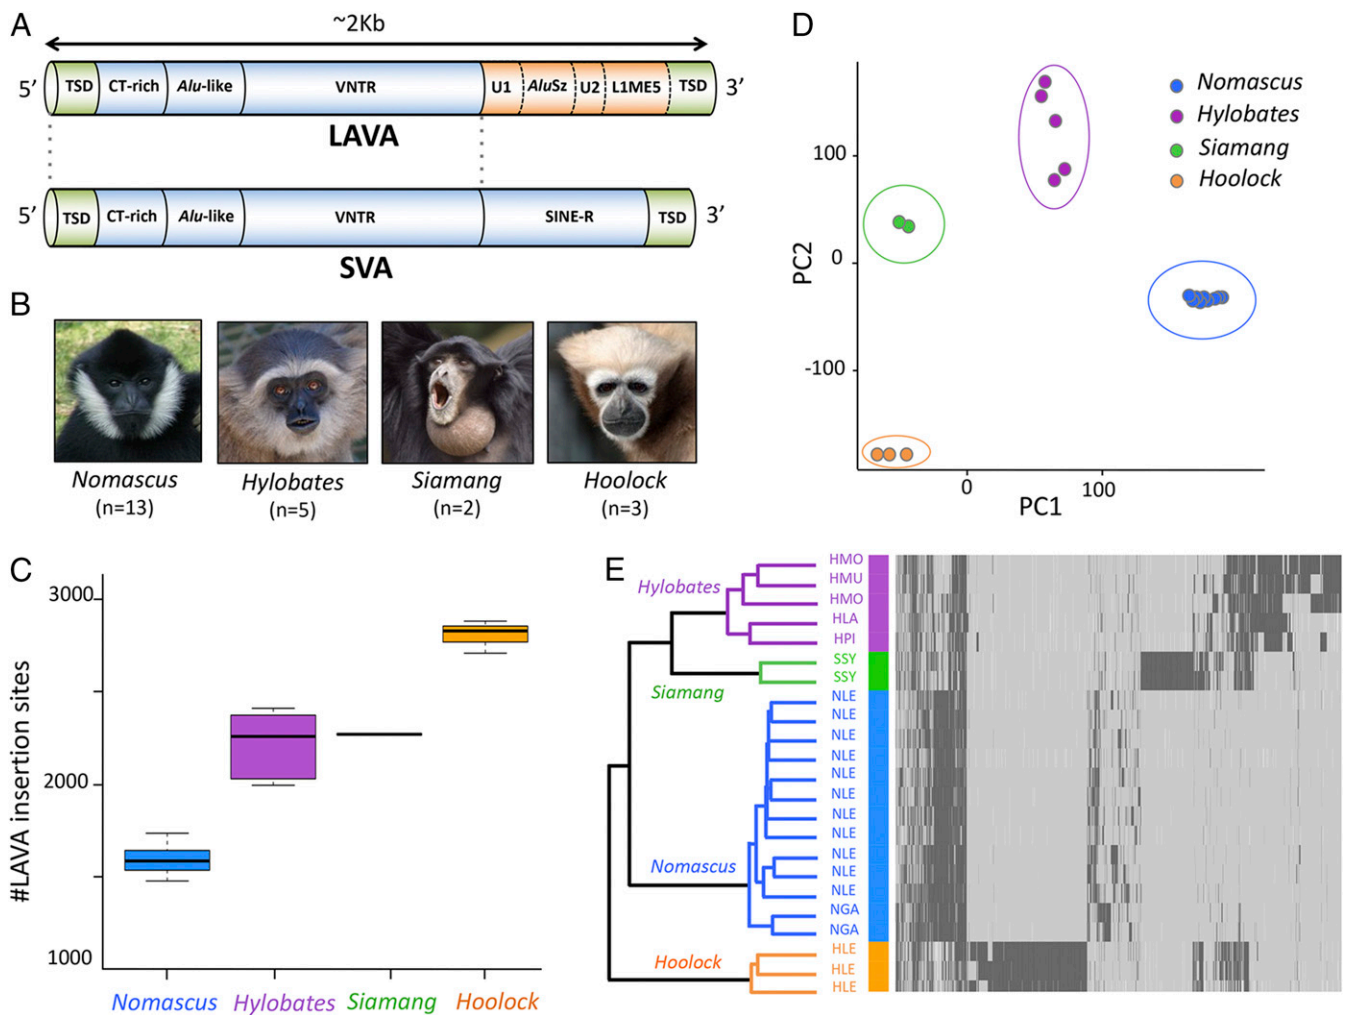 A
~2Kb
5’ TSD CT-rich Alu-like VNTR U1 AluSz U2 L1ME5 TSD 3’
LAVA
5’ TSD CT-rich Alu-like VNTR SINE-R TSD 3’
SVA
B
Nomascus Hylobates Siamang Hoolock
(n=13) (n=5) (n=2) (n=3)
C
#LAVA insertion sites
3000
2000
1000
Nomascus Hylobates Siamang Hoolock
D
PC2
100
0
-100
0 100
PC1
Nomascus
Hylobates
Siamang
Hoolock
E
Hylobates
Siamang
Nomascus
Hoolock
HMO
HMU
HMO
HLA
HPI
SSY
SSY
NLE
NLE
NLE
NLE
NLE
NLE
NLE
NLE
NLE
NLE
NLE
NGA
NGA
HLE
HLE
HLE